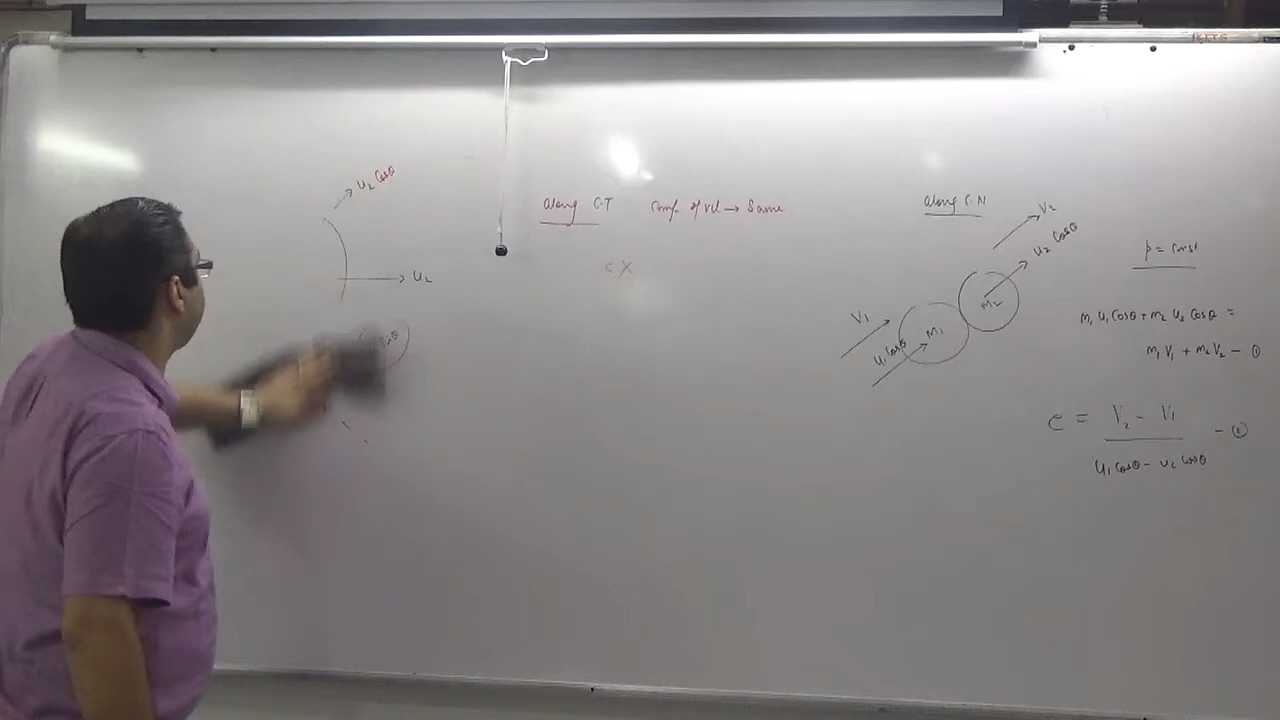 u₂ cosθ
u₂
Sinθ
along C.T comp. of vel → Same
e X
along C.N
V₂
u₂ cosθ
V₁
u₁ cosθ
m₁
m₂
p = const
m₁ u₁ cosθ + m₂ u₂ cosθ =
m₁ V₁ + m₂ V₂ - ①
e = V₂ - V₁ / u₁ cosθ - u₂ cosθ - ②